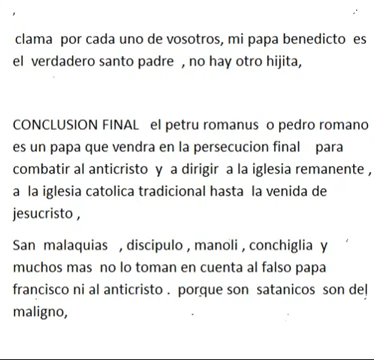 clama por cada uno de vosotros, mi papa benedicto es
el verdadero santo padre , no hay otro hijita,
CONCLUSION FINAL el petru romanus o pedro romano
es un papa que vendra en la persecucion final para
combatir al anticristo y a dirigir a la iglesia remanente ,
a la iglesia catolica tradicional hasta la venida de
jesucristo ,
San malaquias , discipulo , manoli , conchiglia y
muchos mas no lo toman en cuenta al falso papa
francisco ni al anticristo . porque son satanicos son del
maligno,